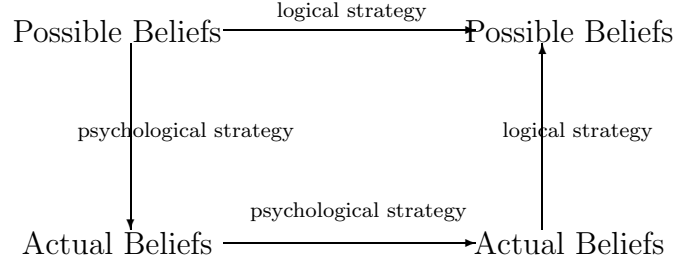 logical strategy
Possible Beliefs
Possible Beliefs
psychological strategy
logical strategy
psychological strategy
Actual Beliefs
Actual Beliefs